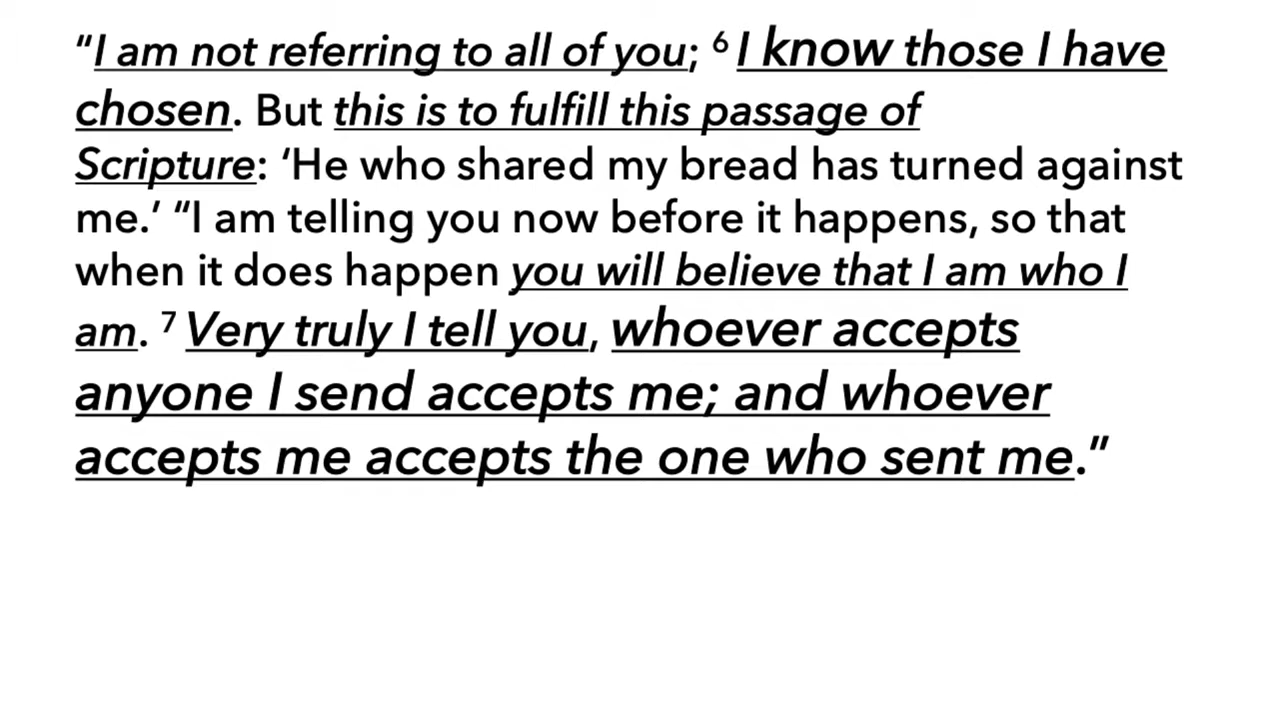 “I am not referring to all of you; ⁶ I know those I have
chosen. But this is to fulfill this passage of
Scripture: ‘He who shared my bread has turned against
me.’ “I am telling you now before it happens, so that
when it does happen you will believe that I am who I
am. ⁷ Very truly I tell you, whoever accepts
anyone I send accepts me; and whoever
accepts me accepts the one who sent me.”